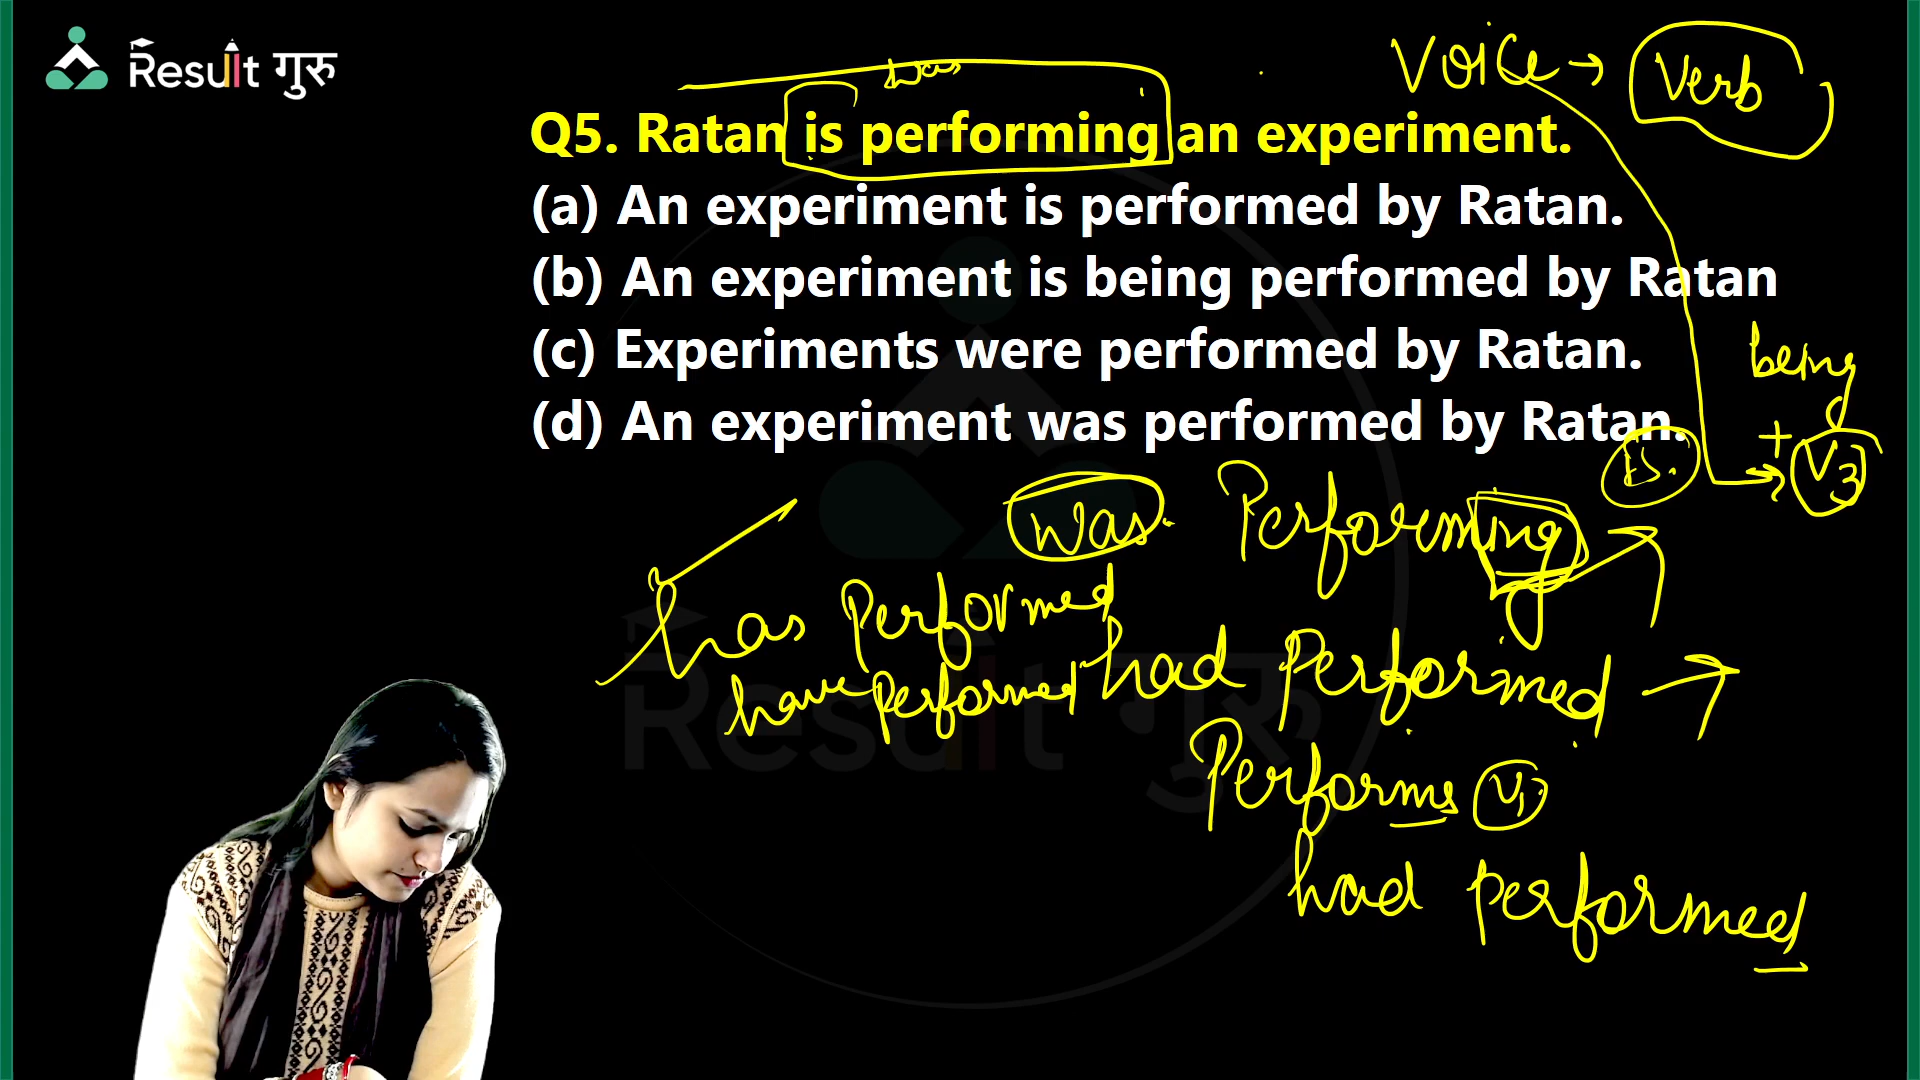 Result गुरु
was
Voice → Verb
Q5. Ratan is performing an experiment.
(a) An experiment is performed by Ratan.
(b) An experiment is being performed by Ratan
(c) Experiments were performed by Ratan.
(d) An experiment was performed by Ratan.
being
+ V3
was. Performing
has performed
have performed
had performed →
Performs V1
had performed
Result गुरु